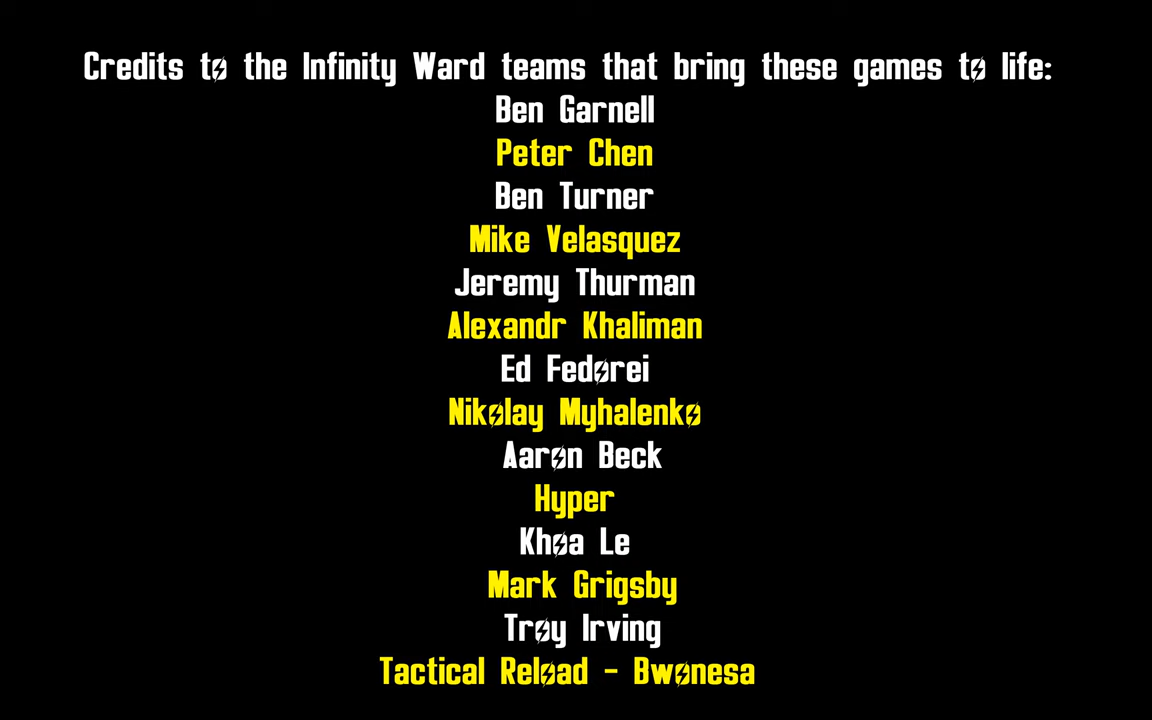 Credits to the Infinity Ward teams that bring these games to life:
Ben Garnell
Peter Chen
Ben Turner
Mike Velasquez
Jeremy Thurman
Alexandr Khaliman
Ed Fedorei
Nikolay Myhalenko
Aaron Beck
Hyper
Khoa Le
Mark Grigsby
Troy Irving
Tactical Reload - Bwonesa